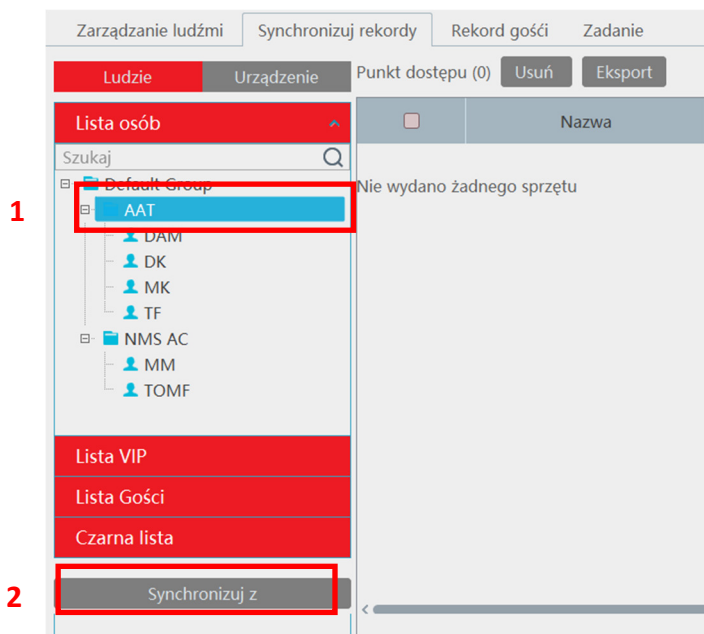 Zarządzanie ludźmi Synchronizuj rekordy Rekord gośći Zadanie
Ludzie Urządzenie Punkt dostępu (0) Usuń Eksport
Lista osób Nazwa
Szukaj
Default Group
Nie wydano żadnego sprzętu
1 AAT
DAM
DK
MK
TF
NMS AC
MM
TOMF
Lista VIP
Lista Gości
Czarna lista
2 Synchronizuj z